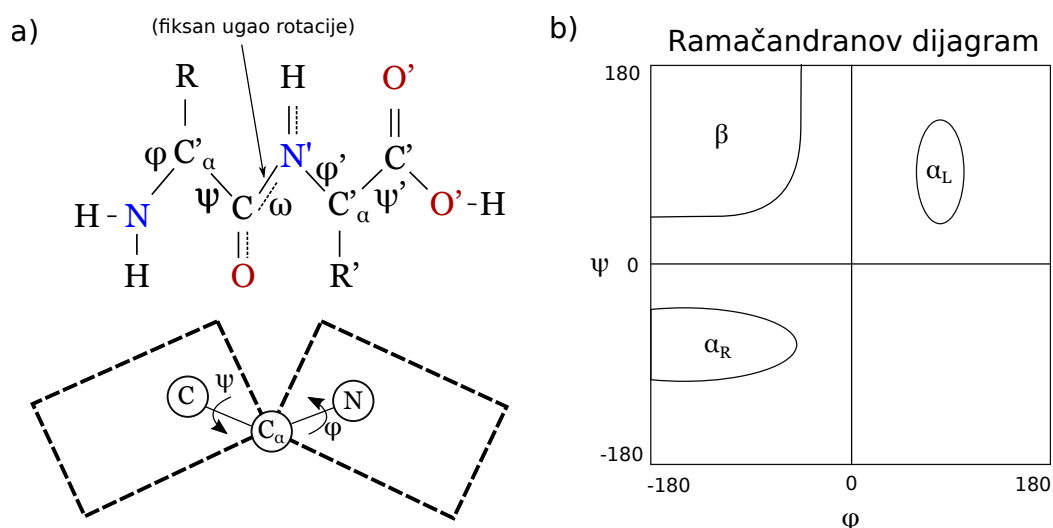 a)
(fiksan ugao rotacije)
R
H
O’
φ
C'α
N'
φ'
C'
H-N
ψ
C
ω
C'α
ψ'
O'-H
H
O
R’
C
ψ
Cα
φ
N
b)
Ramačandranov dijagram
180
β
αL
ψ
0
αR
-180
-180
0
180
φ